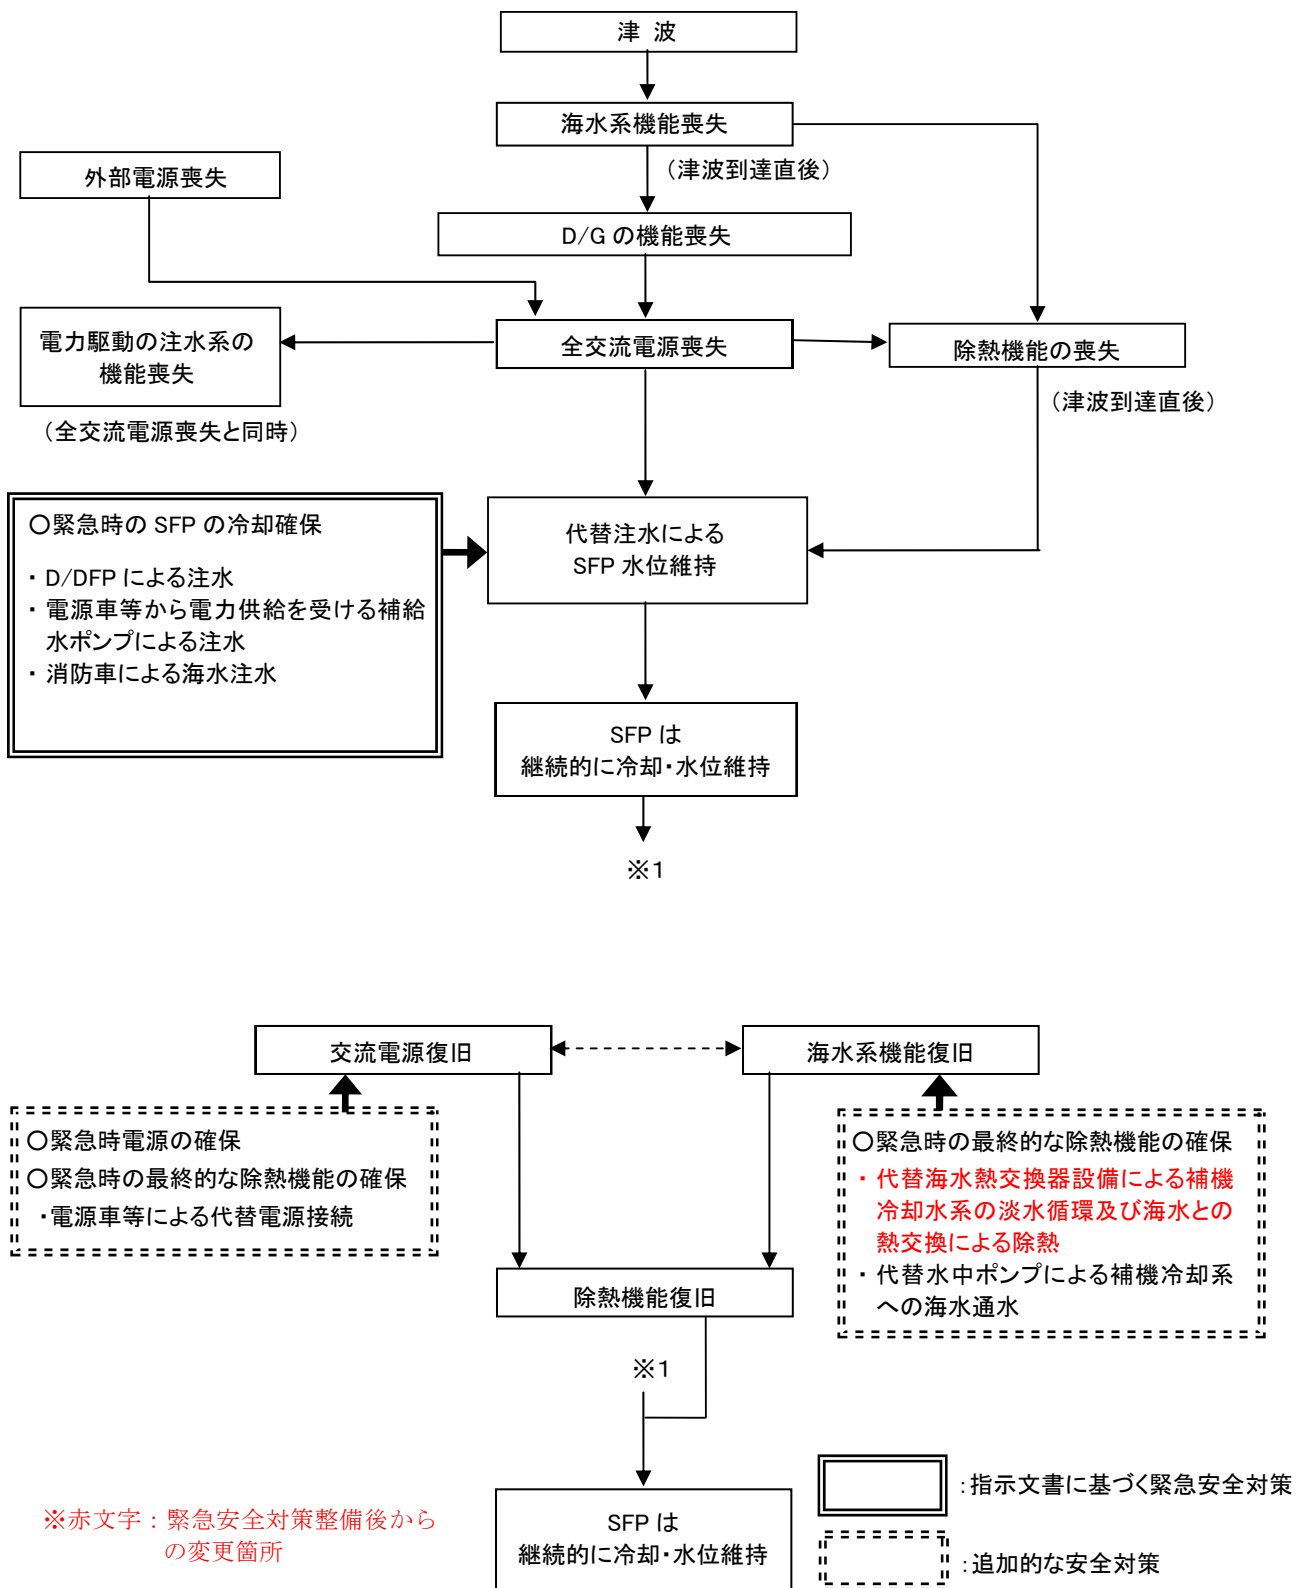 津 波
海水系機能喪失
(津波到達直後)
外部電源喪失
D/G の機能喪失
電力駆動の注水系の
機能喪失
全交流電源喪失
除熱機能の喪失
(全交流電源喪失と同時)
(津波到達直後)
○緊急時の SFP の冷却確保
・ D/DFP による注水
・ 電源車等から電力供給を受ける補給
水ポンプによる注水
・ 消防車による海水注水
代替注水による
SFP 水位維持
SFP は
継続的に冷却・水位維持
※1
交流電源復旧
海水系機能復旧
○緊急時電源の確保
○緊急時の最終的な除熱機能の確保
・電源車等による代替電源接続
○緊急時の最終的な除熱機能の確保
・ 代替海水熱交換器設備による補機
冷却水系の淡水循環及び海水との
熱交換による除熱
・ 代替水中ポンプによる補機冷却系
への海水通水
除熱機能復旧
※1
SFP は
継続的に冷却・水位維持
※赤文字：緊急安全対策整備後から
の変更箇所
:指示文書に基づく緊急安全対策
:追加的な安全対策